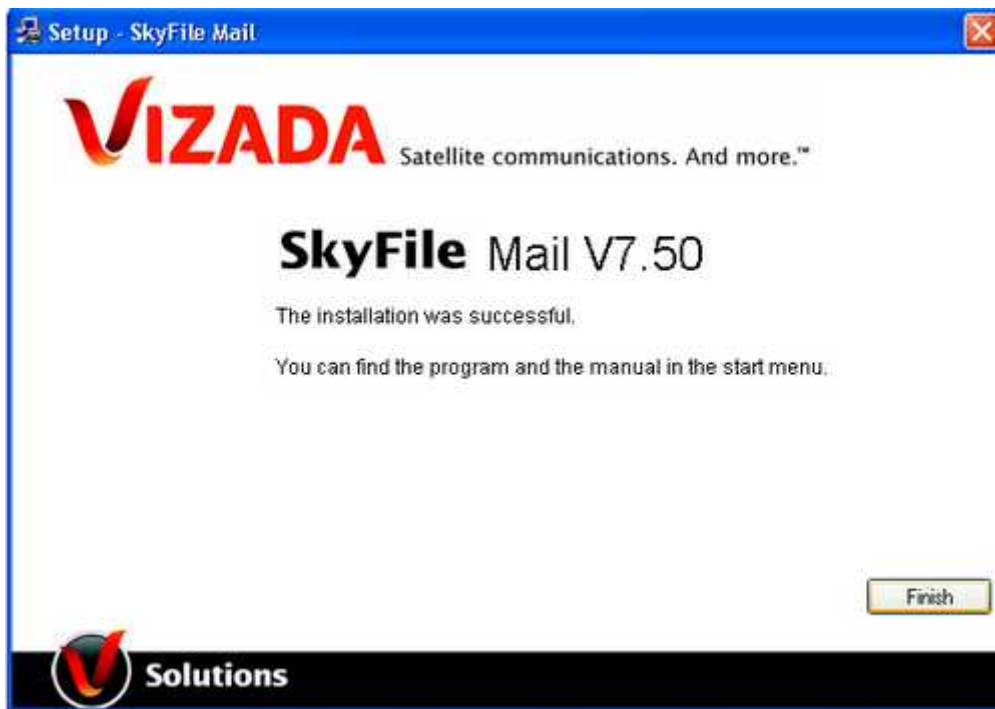 Setup - SkyFile Mail
VIZADA Satellite communications. And more.™
SkyFile Mail V7.50
The installation was successful.
You can find the program and the manual in the start menu.
Finish
Solutions